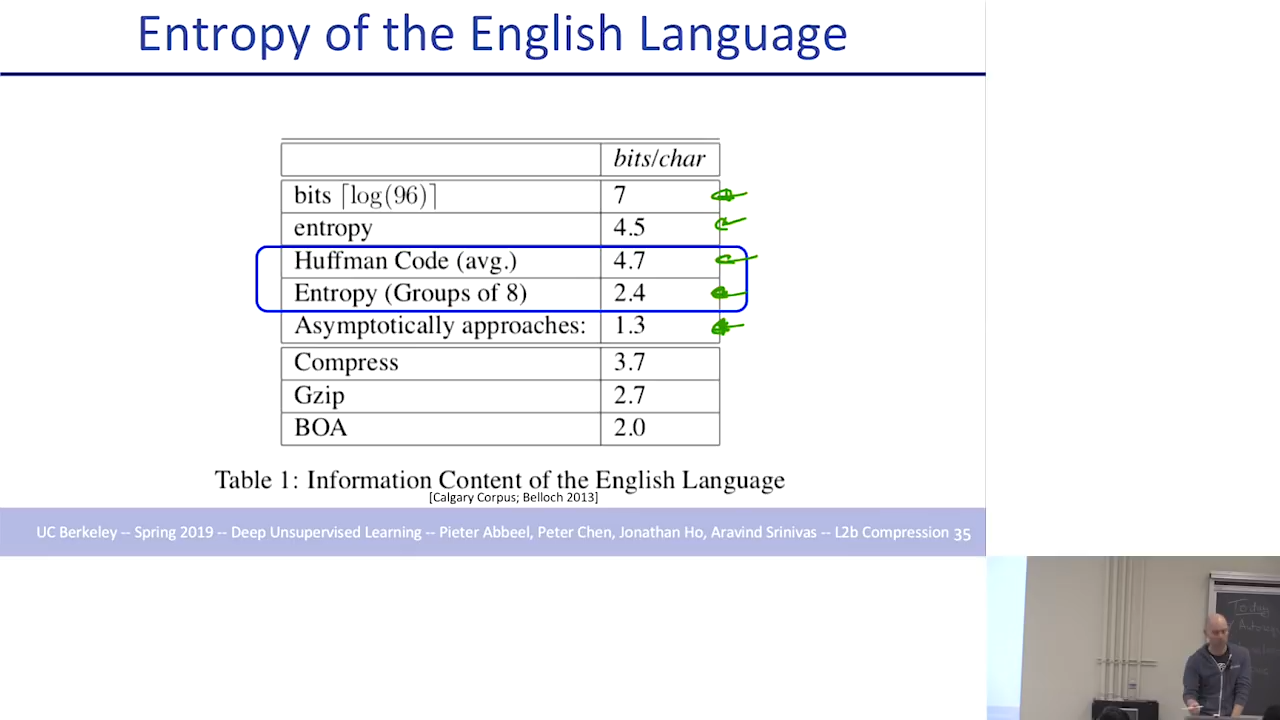 Entropy of the English Language
bits/char
bits ⌈log(96)⌉ 7
entropy 4.5
Huffman Code (avg.) 4.7
Entropy (Groups of 8) 2.4
Asymptotically approaches: 1.3
Compress 3.7
Gzip 2.7
BOA 2.0
Table 1: Information Content of the English Language
[Calgary Corpus; Belloch 2013]
UC Berkeley -- Spring 2019 -- Deep Unsupervised Learning -- Pieter Abbeel, Peter Chen, Jonathan Ho, Aravind Srinivas -- L2b Compression 35
Today